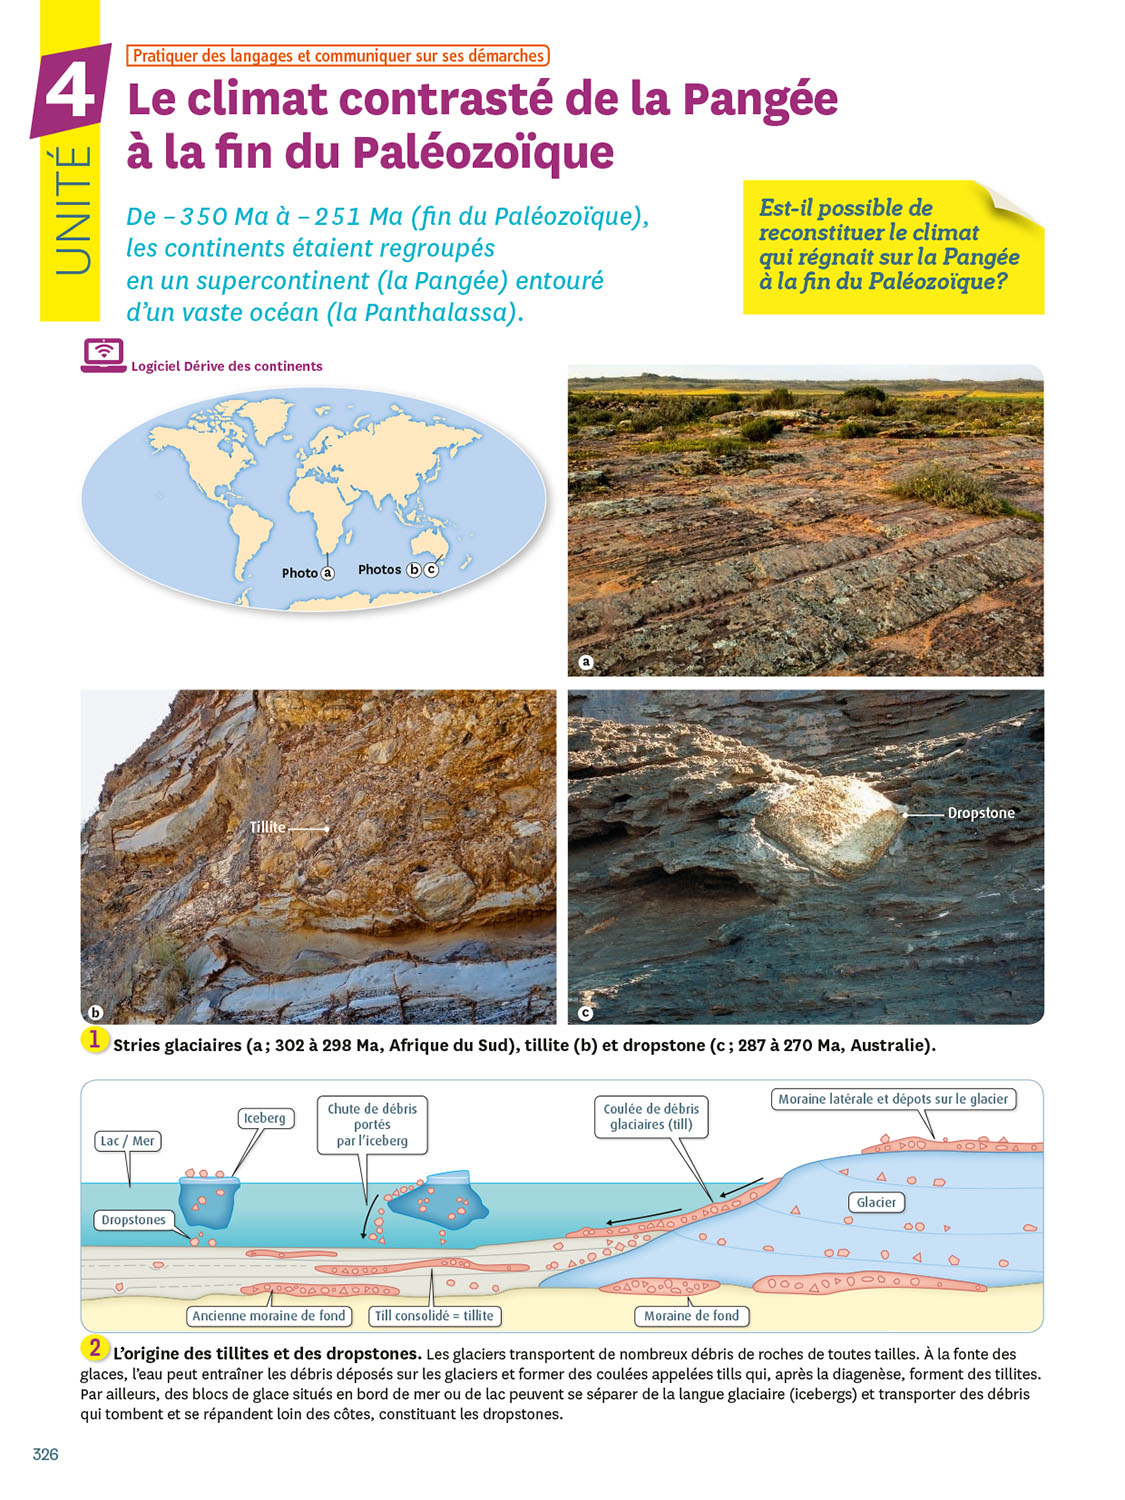 Pratiquer des langages et communiquer sur ses démarches
4
UNITÉ
Le climat contrasté de la Pangée
à la fin du Paléozoïque
De – 350 Ma à – 251 Ma (fin du Paléozoïque),
les continents étaient regroupés
en un supercontinent (la Pangée) entouré
d’un vaste océan (la Panthalassa).
Est-il possible de
reconstituer le climat
qui régnait sur la Pangée
à la fin du Paléozoïque?
Logiciel Dérive des continents
Photo a
Photos b c
a
Tillite
b
Dropstone
c
1 Stries glaciaires (a ; 302 à 298 Ma, Afrique du Sud), tillite (b) et dropstone (c ; 287 à 270 Ma, Australie).
Lac / Mer
Iceberg
Chute de débris
portés
par l’iceberg
Coulée de débris
glaciaires (till)
Moraine latérale et dépots sur le glacier
Dropstones
Glacier
Ancienne moraine de fond
Till consolidé = tillite
Moraine de fond
2 L’origine des tillites et des dropstones. Les glaciers transportent de nombreux débris de roches de toutes tailles. À la fonte des
glaces, l’eau peut entraîner les débris déposés sur les glaciers et former des coulées appelées tills qui, après la diagenèse, forment des tillites.
Par ailleurs, des blocs de glace situés en bord de mer ou de lac peuvent se séparer de la langue glaciaire (icebergs) et transporter des débris
qui tombent et se répandent loin des côtes, constituant les dropstones.
326